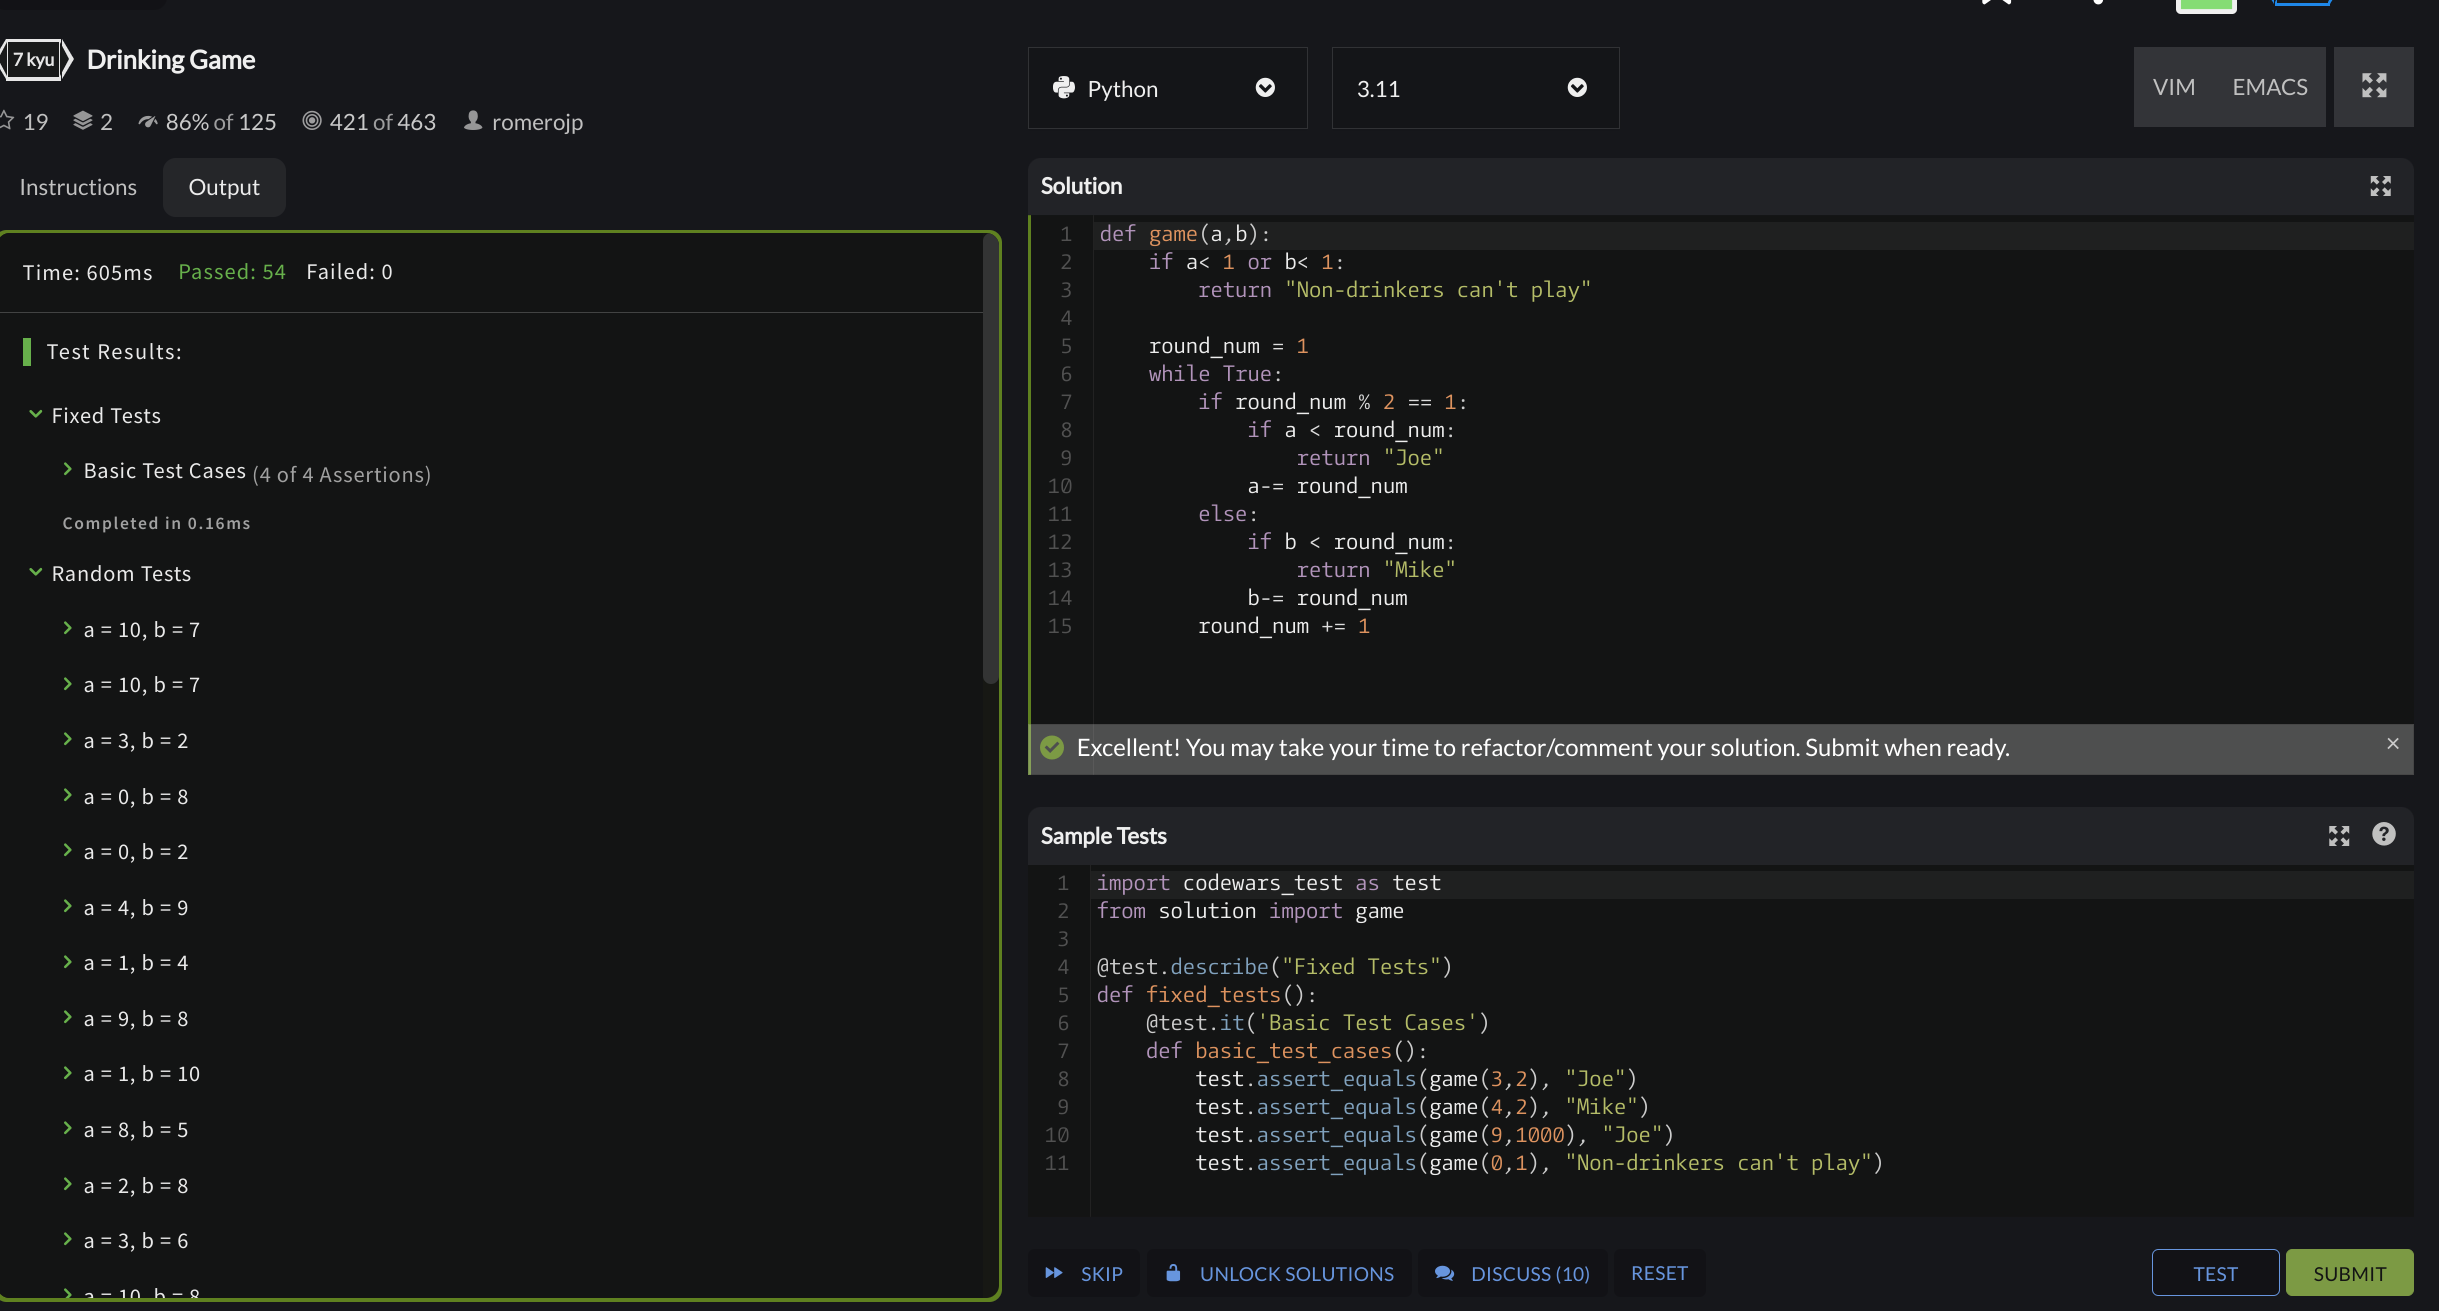 7 kyu Drinking Game
19 2 86% of 125 421 of 463 romerojp
Instructions Output
Time: 605ms Passed: 54 Failed: 0
Test Results:
Fixed Tests
Basic Test Cases (4 of 4 Assertions)
Completed in 0.16ms
Random Tests
a = 10, b = 7
a = 10, b = 7
a = 3, b = 2
a = 0, b = 8
a = 0, b = 2
a = 4, b = 9
a = 1, b = 4
a = 9, b = 8
a = 1, b = 10
a = 8, b = 5
a = 2, b = 8
a = 3, b = 6
a = 10, b = 8
Python 3.11 VIM EMACS
Solution
1 def game(a,b):
2     if a< 1 or b< 1:
3         return "Non-drinkers can't play"
4
5     round_num = 1
6     while True:
7         if round_num % 2 == 1:
8             if a < round_num:
9                 return "Joe"
10             a-= round_num
11         else:
12             if b < round_num:
13                 return "Mike"
14             b-= round_num
15         round_num += 1
Excellent! You may take your time to refactor/comment your solution. Submit when ready.
Sample Tests
1 import codewars_test as test
2 from solution import game
3
4 @test.describe("Fixed Tests")
5 def fixed_tests():
6     @test.it('Basic Test Cases')
7     def basic_test_cases():
8         test.assert_equals(game(3,2), "Joe")
9         test.assert_equals(game(4,2), "Mike")
10         test.assert_equals(game(9,1000), "Joe")
11         test.assert_equals(game(0,1), "Non-drinkers can't play")
SKIP UNLOCK SOLUTIONS DISCUSS (10) RESET TEST SUBMIT